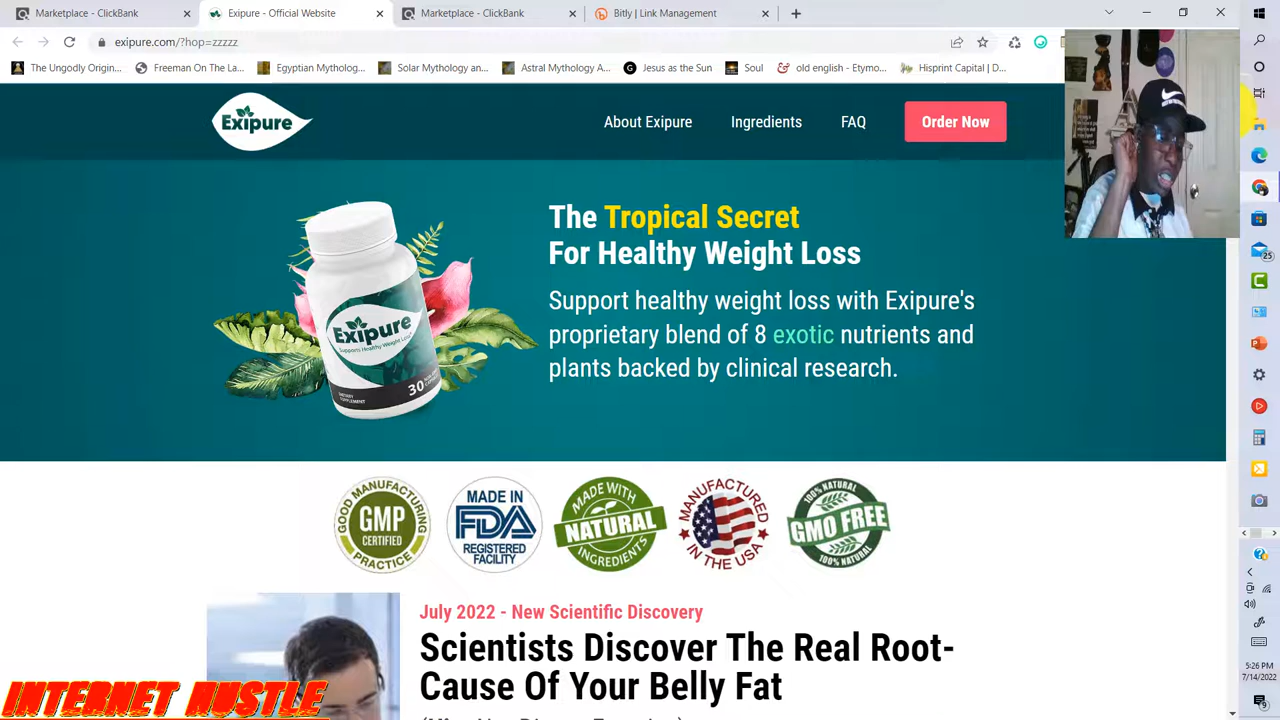 Marketplace - ClickBank
Exipure - Official Website
Marketplace - ClickBank
Bitly | Link Management
exipure.com/?hop=zzzzz
The Ungodly Origin...
Freeman On The La...
Egyptian Mytholog...
Solar Mythology an...
Astral Mythology A...
Jesus as the Sun
Soul
old english - Etymo...
Hisprint Capital | D...
Exipure
About Exipure
Ingredients
FAQ
Order Now
The Tropical Secret
For Healthy Weight Loss
Support healthy weight loss with Exipure's
proprietary blend of 8 exotic nutrients and
plants backed by clinical research.
Exipure
Supports Healthy Weight Loss
DIETARY
SUPPLEMENT
30
GOOD MANUFACTURING
GMP
CERTIFIED
PRACTICE
MADE IN
FDA
REGISTERED
FACILITY
MADE WITH
NATURAL
INGREDIENTS
MANUFACTURED
IN THE USA
100% NATURAL
GMO FREE
100% NATURAL
July 2022 - New Scientific Discovery
Scientists Discover The Real Root-
Cause Of Your Belly Fat
INTERNET HUSTLE
25
5:26 PM
7/14/2022